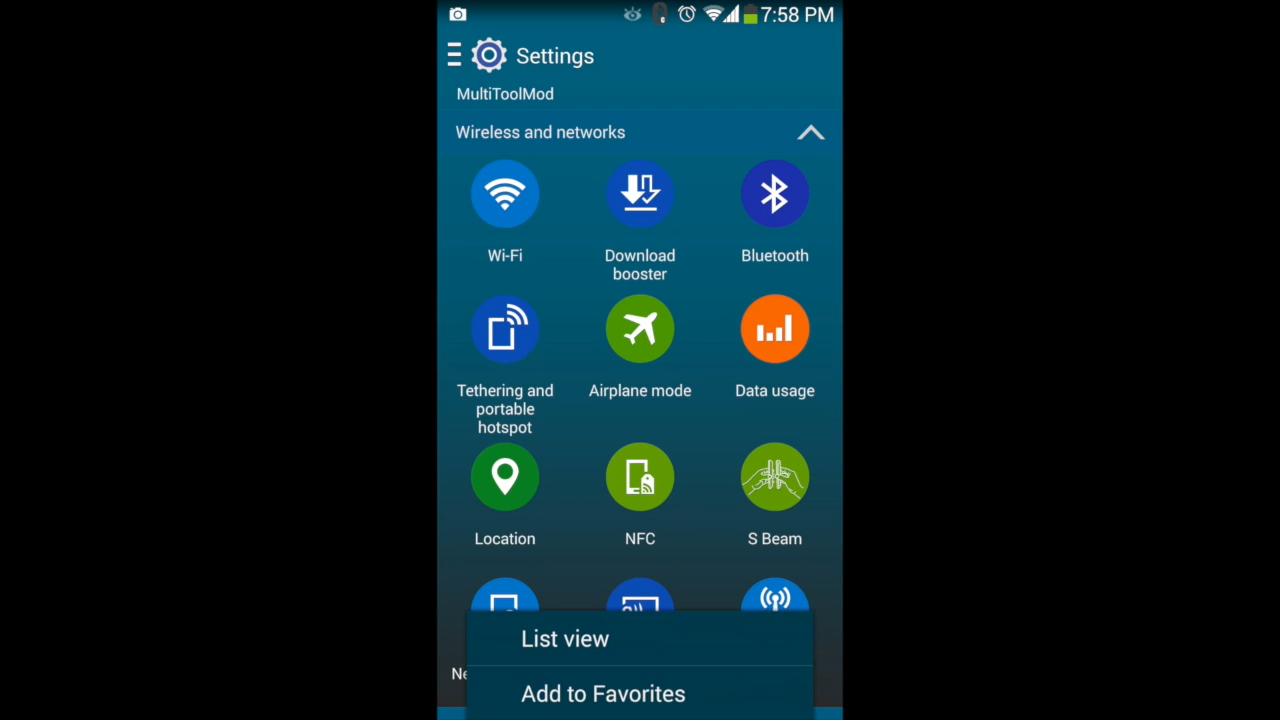 7:58 PM
Settings
MultiToolMod
Wireless and networks
Wi-Fi
Download
booster
Bluetooth
Tethering and
portable
hotspot
Airplane mode
Data usage
Location
NFC
S Beam
List view
Ne
Add to Favorites